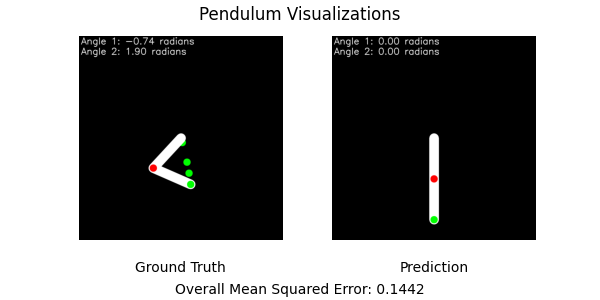 Pendulum Visualizations
Angle 1: −0.74 radians
Angle 2: 1.90 radians
Angle 1: 0.00 radians
Angle 2: 0.00 radians
Ground Truth
Prediction
Overall Mean Squared Error: 0.1442